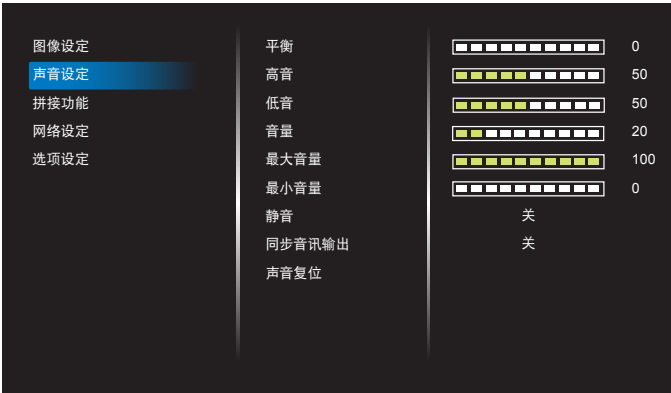 图像设定
声音设定
拼接功能
网络设定
选项设定
平衡 0
高音 50
低音 50
音量 20
最大音量 100
最小音量 0
静音 关
同步音讯输出 关
声音复位